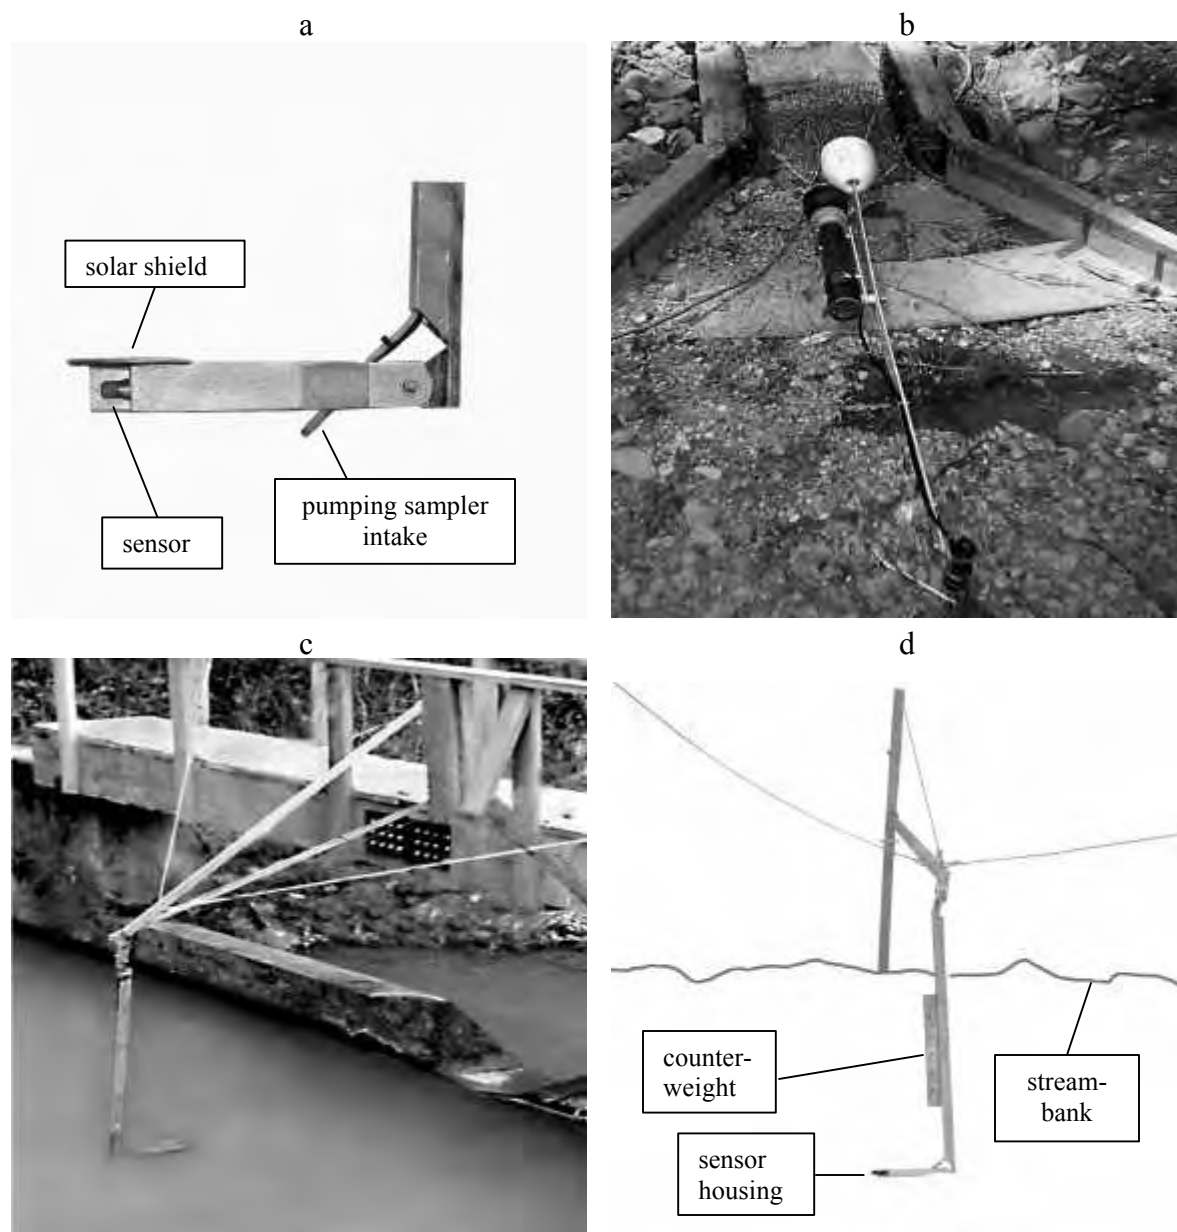 a
b
solar shield
sensor
pumping sampler
intake
c
d
counter-
weight
stream-
bank
sensor
housing